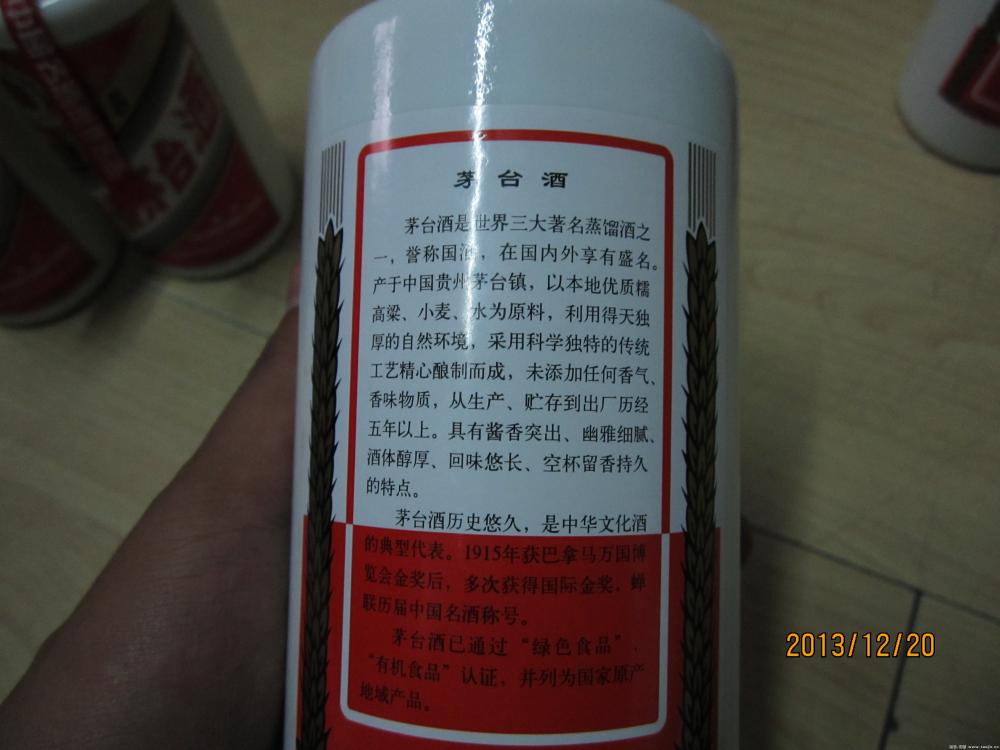 茅台酒
茅台酒是世界三大著名蒸馏酒之
一，誉称国酒，在国内外享有盛名。
产于中国贵州茅台镇，以本地优质糯
高粱、小麦、水为原料，利用得天独
厚的自然环境，采用科学独特的传统
工艺精心酿制而成，未添加任何香气、
香味物质，从生产、贮存到出厂历经
五年以上。具有酱香突出、幽雅细腻、
酒体醇厚、回味悠长、空杯留香持久
的特点。
茅台酒历史悠久，是中华文化酒
的典型代表。1915年获巴拿马万国博
览会金奖后，多次获得国际金奖，蝉
联历届中国名酒称号。
茅台酒已通过“绿色食品”、
“有机食品”认证，并列为国家原产
地域产品。
2013/12/20